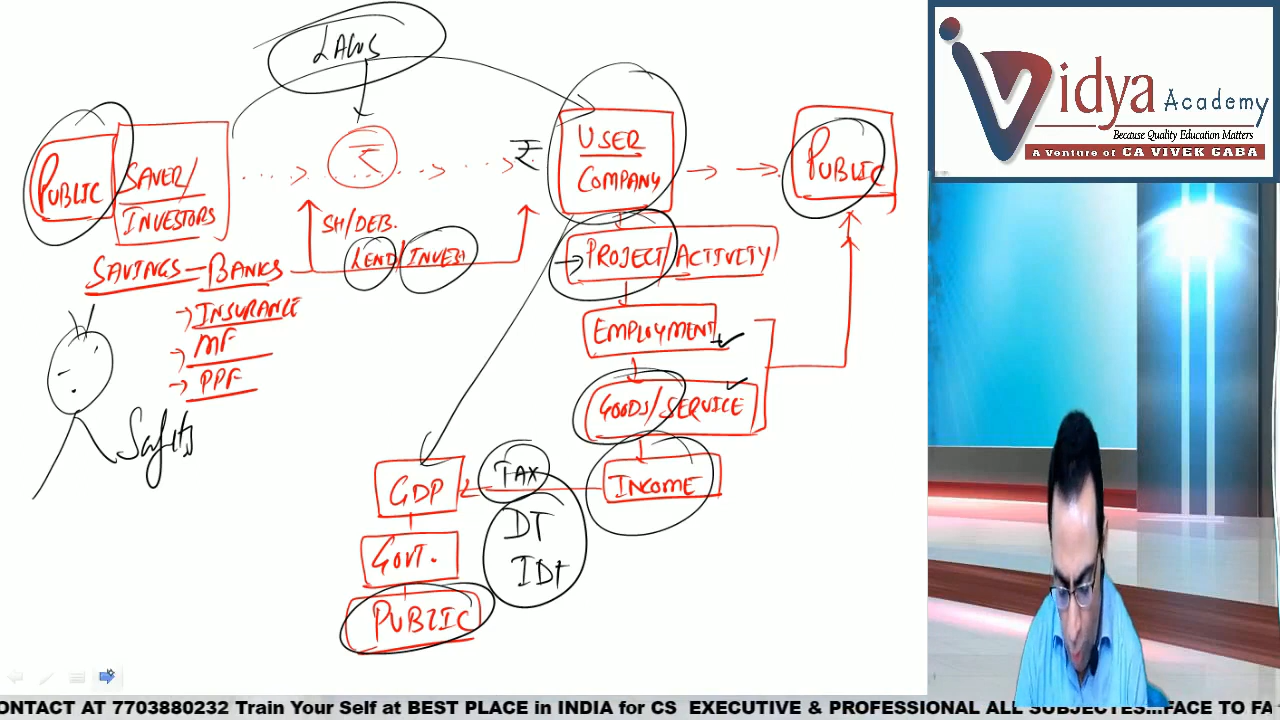 LAWS
PUBLIC
SAVER/
INVESTORS
₹
₹
USER
COMPANY
PUBLIC
SH/DEB.
LEND/INVEST
PROJECT/ACTIVITY
SAVINGS - BANKS
INSURANCE
MF
PPF
EMPLOYMENT
GOODS/SERVICE
Safety
INCOME
GDP
TAX
DT
IDT
GOVT.
PUBLIC
Vidya Academy
Because Quality Education Matters
A Venture of CA VIVEK GABA
ONTACT AT 7703880232 Train Your Self at BEST PLACE in INDIA for CS EXECUTIVE & PROFESSIONAL ALL SUBJECTES...FACE TO FA